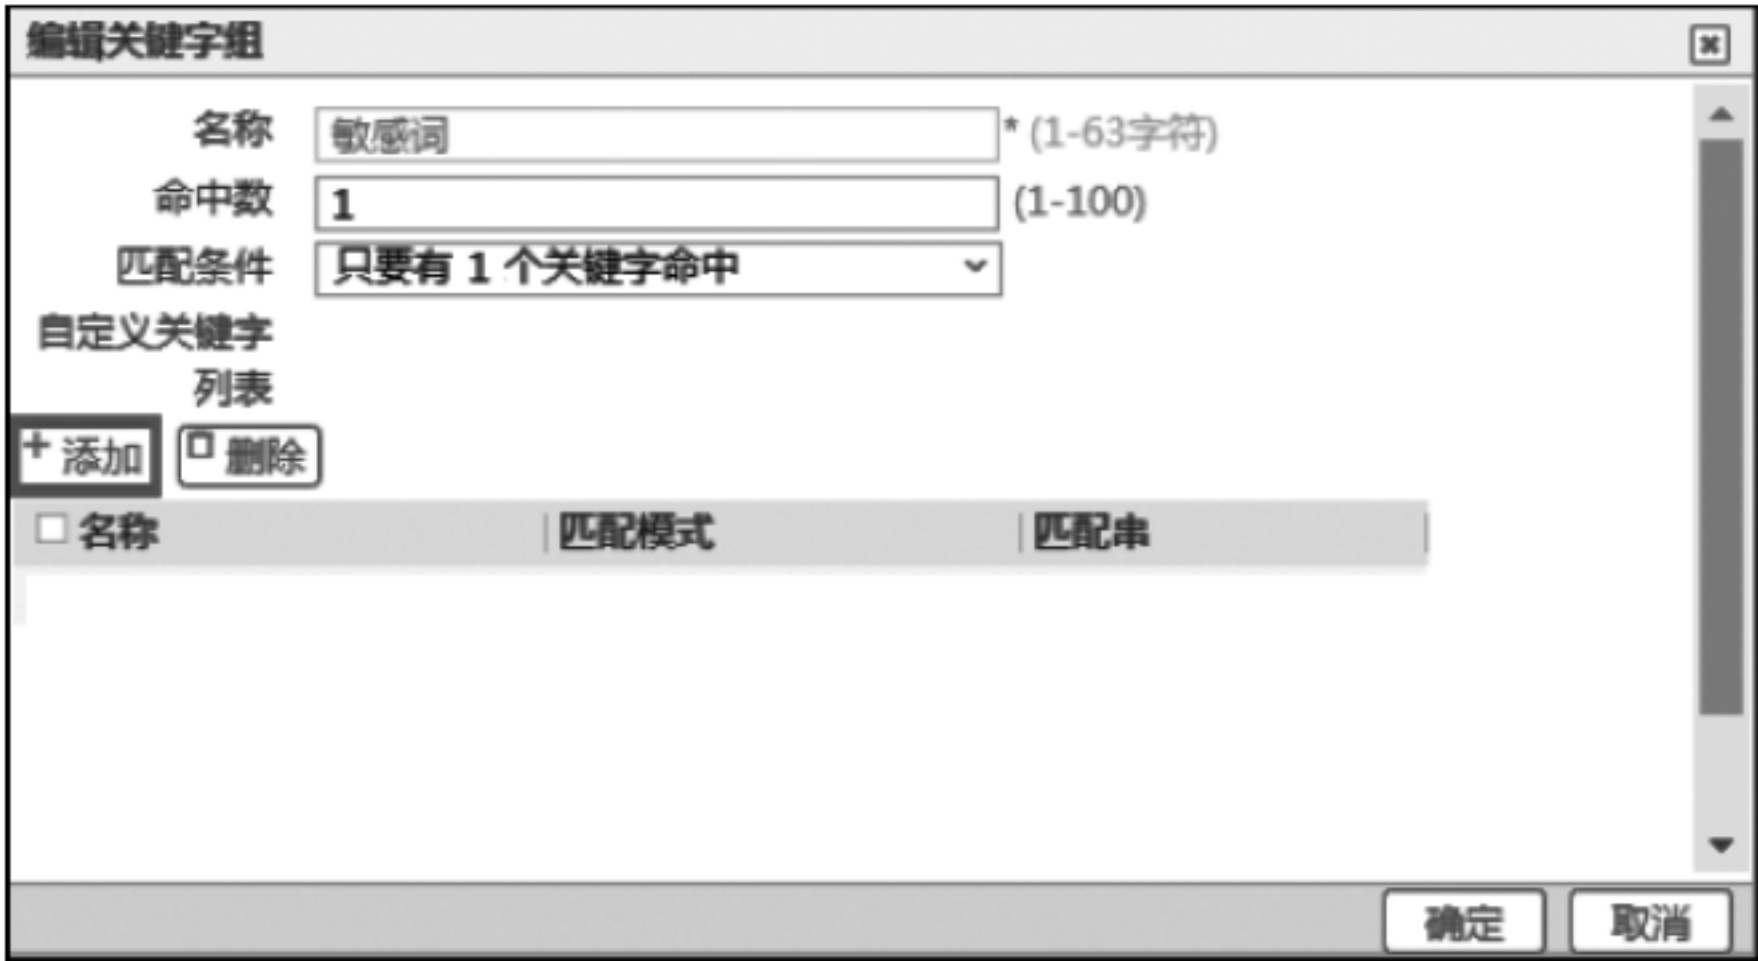 编辑关键字组
名称 敏感词 * (1-63字符)
命中数 1 (1-100)
匹配条件 只要有 1 个关键字命中
自定义关键字
列表
+ 添加 删除
名称 匹配模式 匹配串
确定 取消